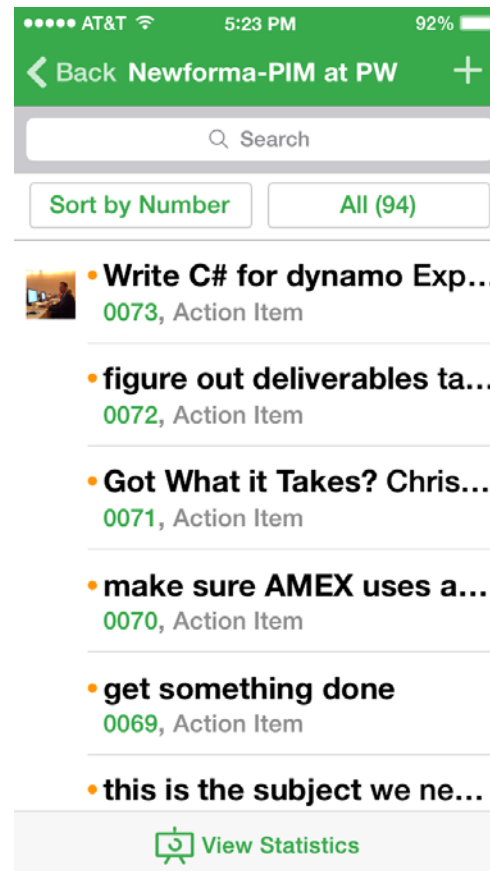 AT&T 5:23 PM 92%
Back Newforma-PIM at PW +
Search
Sort by Number All (94)
Write C# for dynamo Exp...
0073, Action Item
figure out deliverables ta...
0072, Action Item
Got What it Takes? Chris...
0071, Action Item
make sure AMEX uses a...
0070, Action Item
get something done
0069, Action Item
this is the subject we ne...
View Statistics